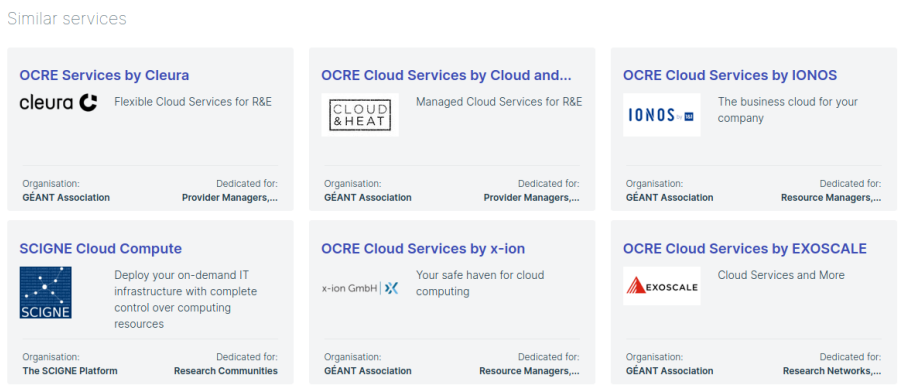 Similar services
OCRE Services by Cleura
cleura
Flexible Cloud Services for R&E
Organisation:
Dedicated for:
GÉANT Association
Provider Managers,...
OCRE Cloud Services by Cloud and...
CLOUD
&HEAT
Managed Cloud Services for R&E
Organisation:
Dedicated for:
GÉANT Association
Provider Managers,...
OCRE Cloud Services by IONOS
IONOS by 1&1
The business cloud for your
company
Organisation:
Dedicated for:
GÉANT Association
Resource Managers,...
SCIGNE Cloud Compute
SCIGNE
Deploy your on-demand IT
infrastructure with complete
control over computing
resources
Organisation:
Dedicated for:
The SCIGNE Platform
Research Communities
OCRE Cloud Services by x-ion
x-ion GmbH
Your safe haven for cloud
computing
Organisation:
Dedicated for:
GÉANT Association
Resource Managers,...
OCRE Cloud Services by EXOSCALE
EXOSCALE
Cloud Services and More
Organisation:
Dedicated for:
GÉANT Association
Research Networks,...